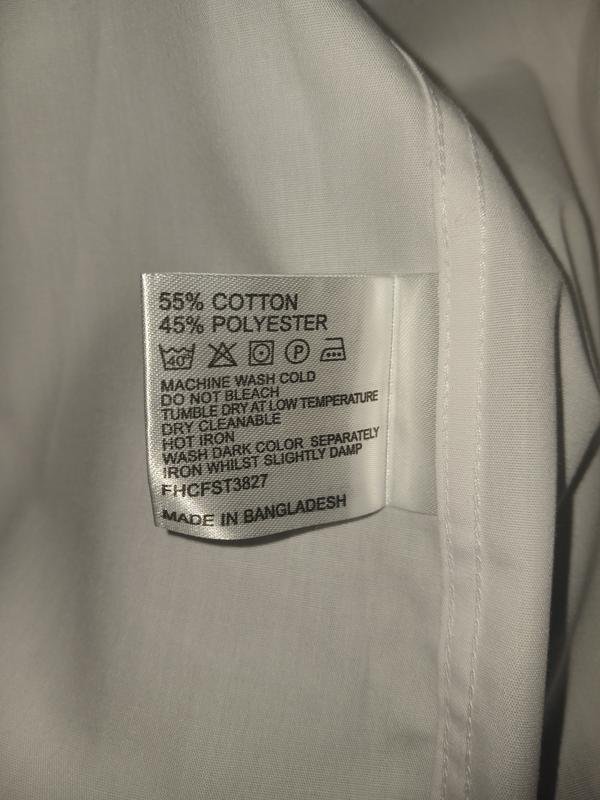 55% COTTON
45% POLYESTER
40° P
MACHINE WASH COLD
DO NOT BLEACH
TUMBLE DRY AT LOW TEMPERATURE
DRY CLEANABLE
HOT IRON
WASH DARK COLOR SEPARATELY
IRON WHILST SLIGHTLY DAMP
FHCFST3827
MADE IN BANGLADESH